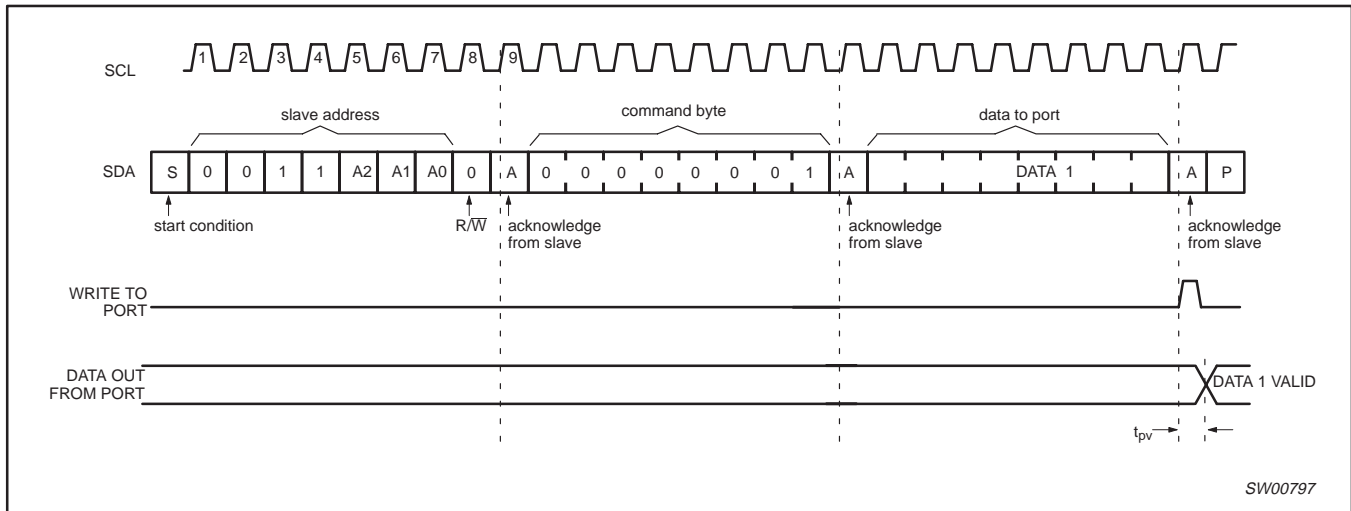 SCL 1 2 3 4 5 6 7 8 9
slave address command byte data to port
SDA S 0 0 1 1 A2 A1 A0 0 A 0 0 0 0 0 0 0 1 A DATA 1 A P
start condition R/W̅ acknowledge from slave acknowledge from slave acknowledge from slave
WRITE TO
PORT
DATA OUT
FROM PORT
DATA 1 VALID
tpv
SW00797